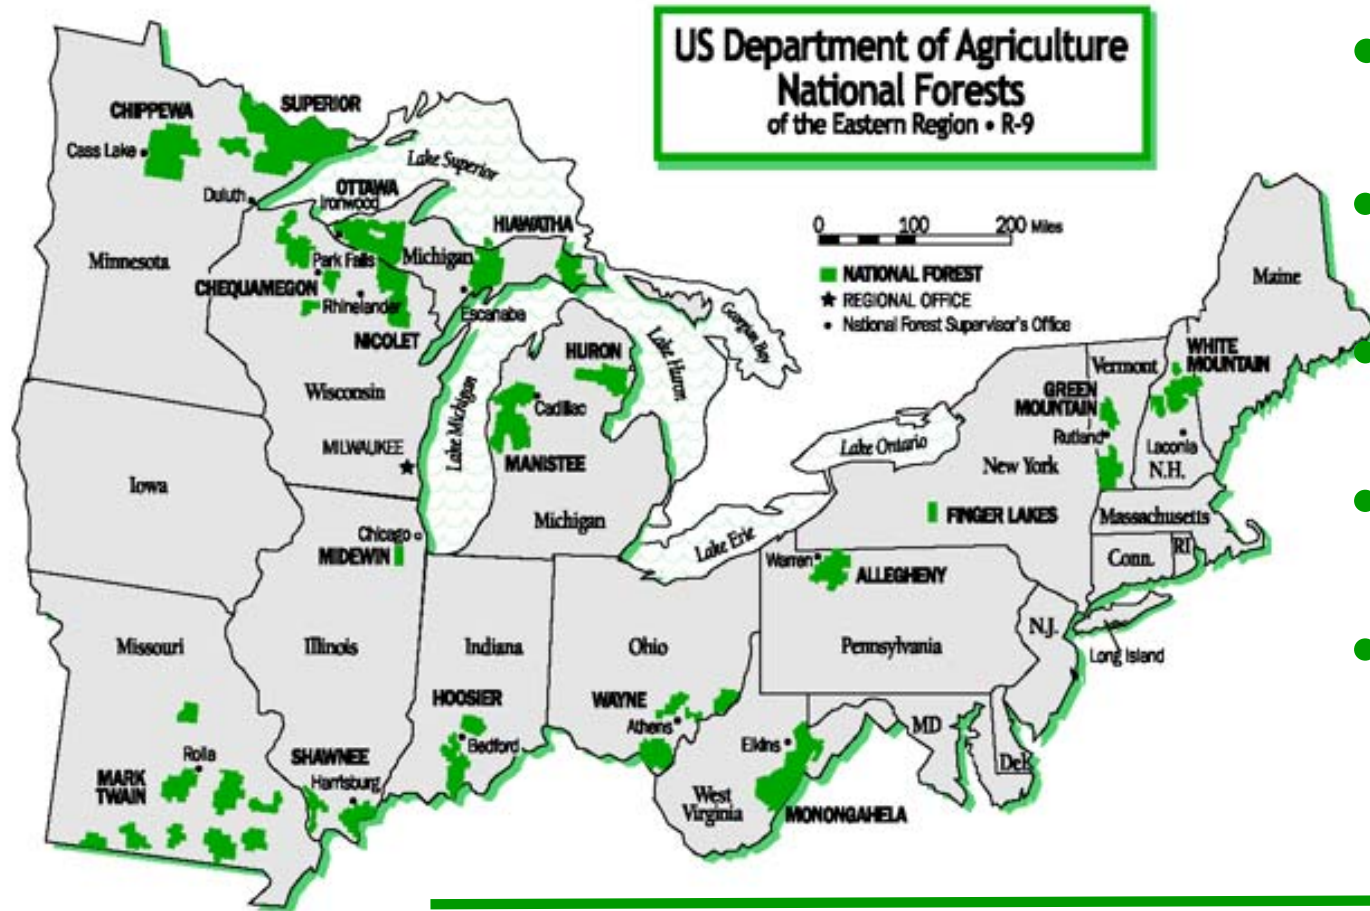 US Department of Agriculture
National Forests
of the Eastern Region • R-9
CHIPPEWA
SUPERIOR
Cass Lake
Lake Superior
Duluth
OTTAWA
Ironwood
HIAWATHA
Minnesota
Park Falls
Michigan
CHEQUAMEGON
Rhinelander
Escanaba
NICOLET
Georgian Bay
0 100 200 Miles
NATIONAL FOREST
REGIONAL OFFICE
National Forest Supervisor's Office
Maine
Wisconsin
HURON
Lake Huron
Lake Michigan
Cadillac
MILWAUKEE
MANISTEE
Vermont
WHITE
MOUNTAIN
GREEN
MOUNTAIN
Rutland
Laconia
N.H.
Lake Ontario
New York
Iowa
Michigan
FINGER LAKES
Massachusetts
Chicago
MIDEWIN
Lake Erie
Warren
ALLEGHENY
Conn.
RI
Missouri
Illinois
Indiana
Ohio
Pennsylvania
N.J.
Long Island
HOOSIER
WAYNE
Athens
Bedford
Elkins
MD
Del
Rolla
SHAWNEE
Harrisburg
MARK
TWAIN
West
Virginia
MONONGAHELA